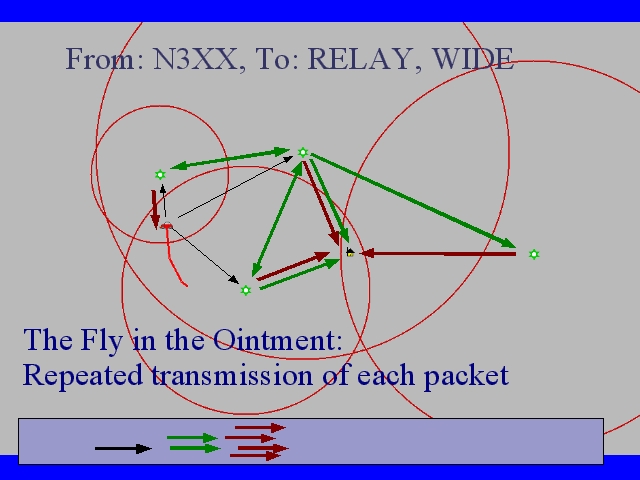 From: N3XX, To: RELAY, WIDE
The Fly in the Ointment:
Repeated transmission of each packet